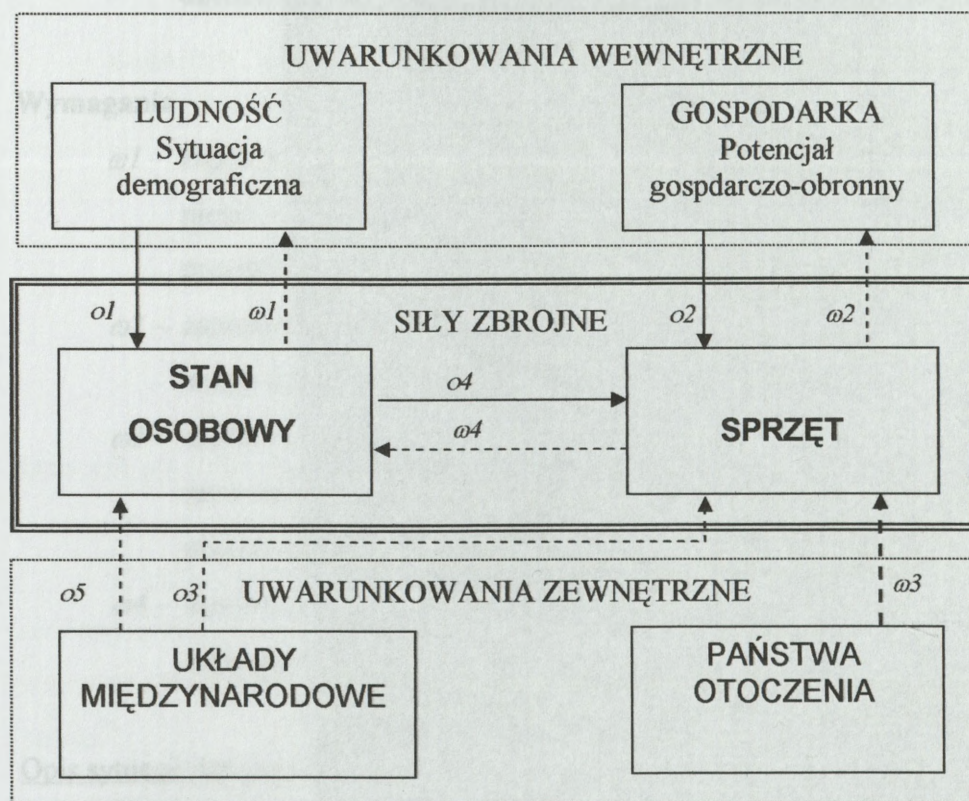 UWARUNKOWANIA WEWNĘTRZNE
LUDNOŚĆ
Sytuacja
demograficzna
GOSPODARKA
Potencjał
gospdarczo-obronny
o1
ω1
SIŁY ZBROJNE
o2
ω2
STAN
OSOBOWY
o4
ω4
SPRZĘT
o5
o3
UWARUNKOWANIA ZEWNĘTRZNE
ω3
UKŁADY
MIĘDZYNARODOWE
PAŃSTWA
OTOCZENIA